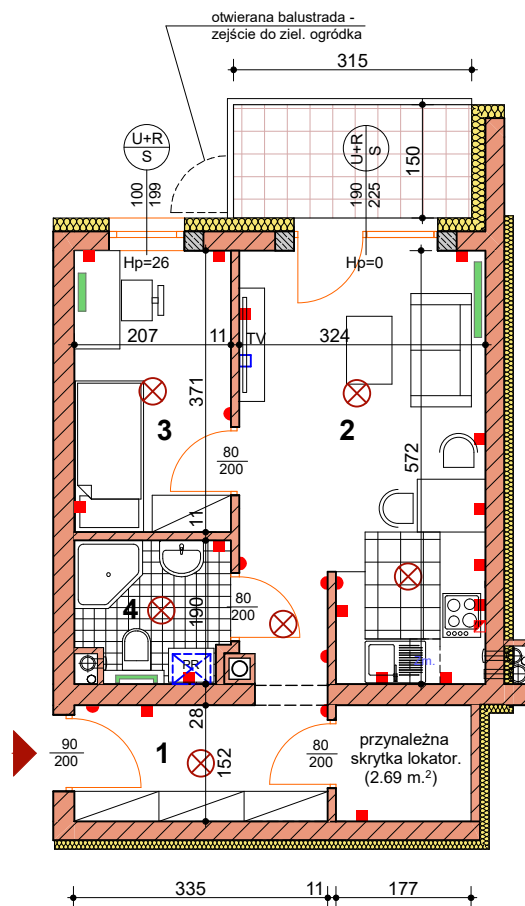 otwierana balustrada -
zejście do ziel. ogródka
315
U+R
S
100
199
U+R
S
190
225
150
Hp=26
Hp=0
207
11
TV
324
371
3
2
572
80
200
11
4
190
80
200
PR
Zm.
28
1
152
90
200
80
200
przynależna
skrytka lokator.
(2.69 m.²)
335
11
177